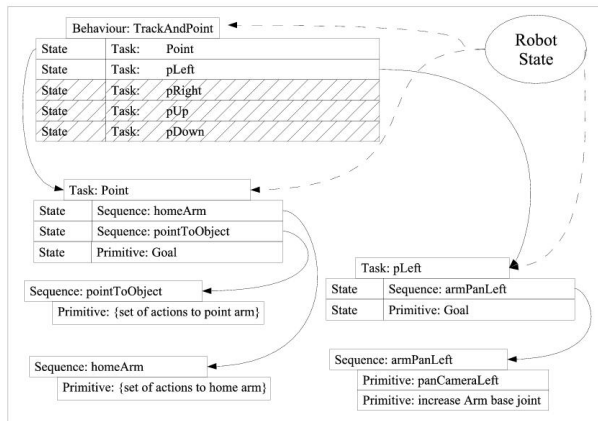 Behaviour: TrackAndPoint
State Task: Point
State Task: pLeft
State Task: pRight
State Task: pUp
State Task: pDown
Robot
State
Task: Point
State Sequence: homeArm
State Sequence: pointToObject
State Primitive: Goal
Sequence: pointToObject
Primitive: {set of actions to point arm}
Sequence: homeArm
Primitive: {set of actions to home arm}
Task: pLeft
State Sequence: armPanLeft
State Primitive: Goal
Sequence: armPanLeft
Primitive: panCameraLeft
Primitive: increase Arm base joint